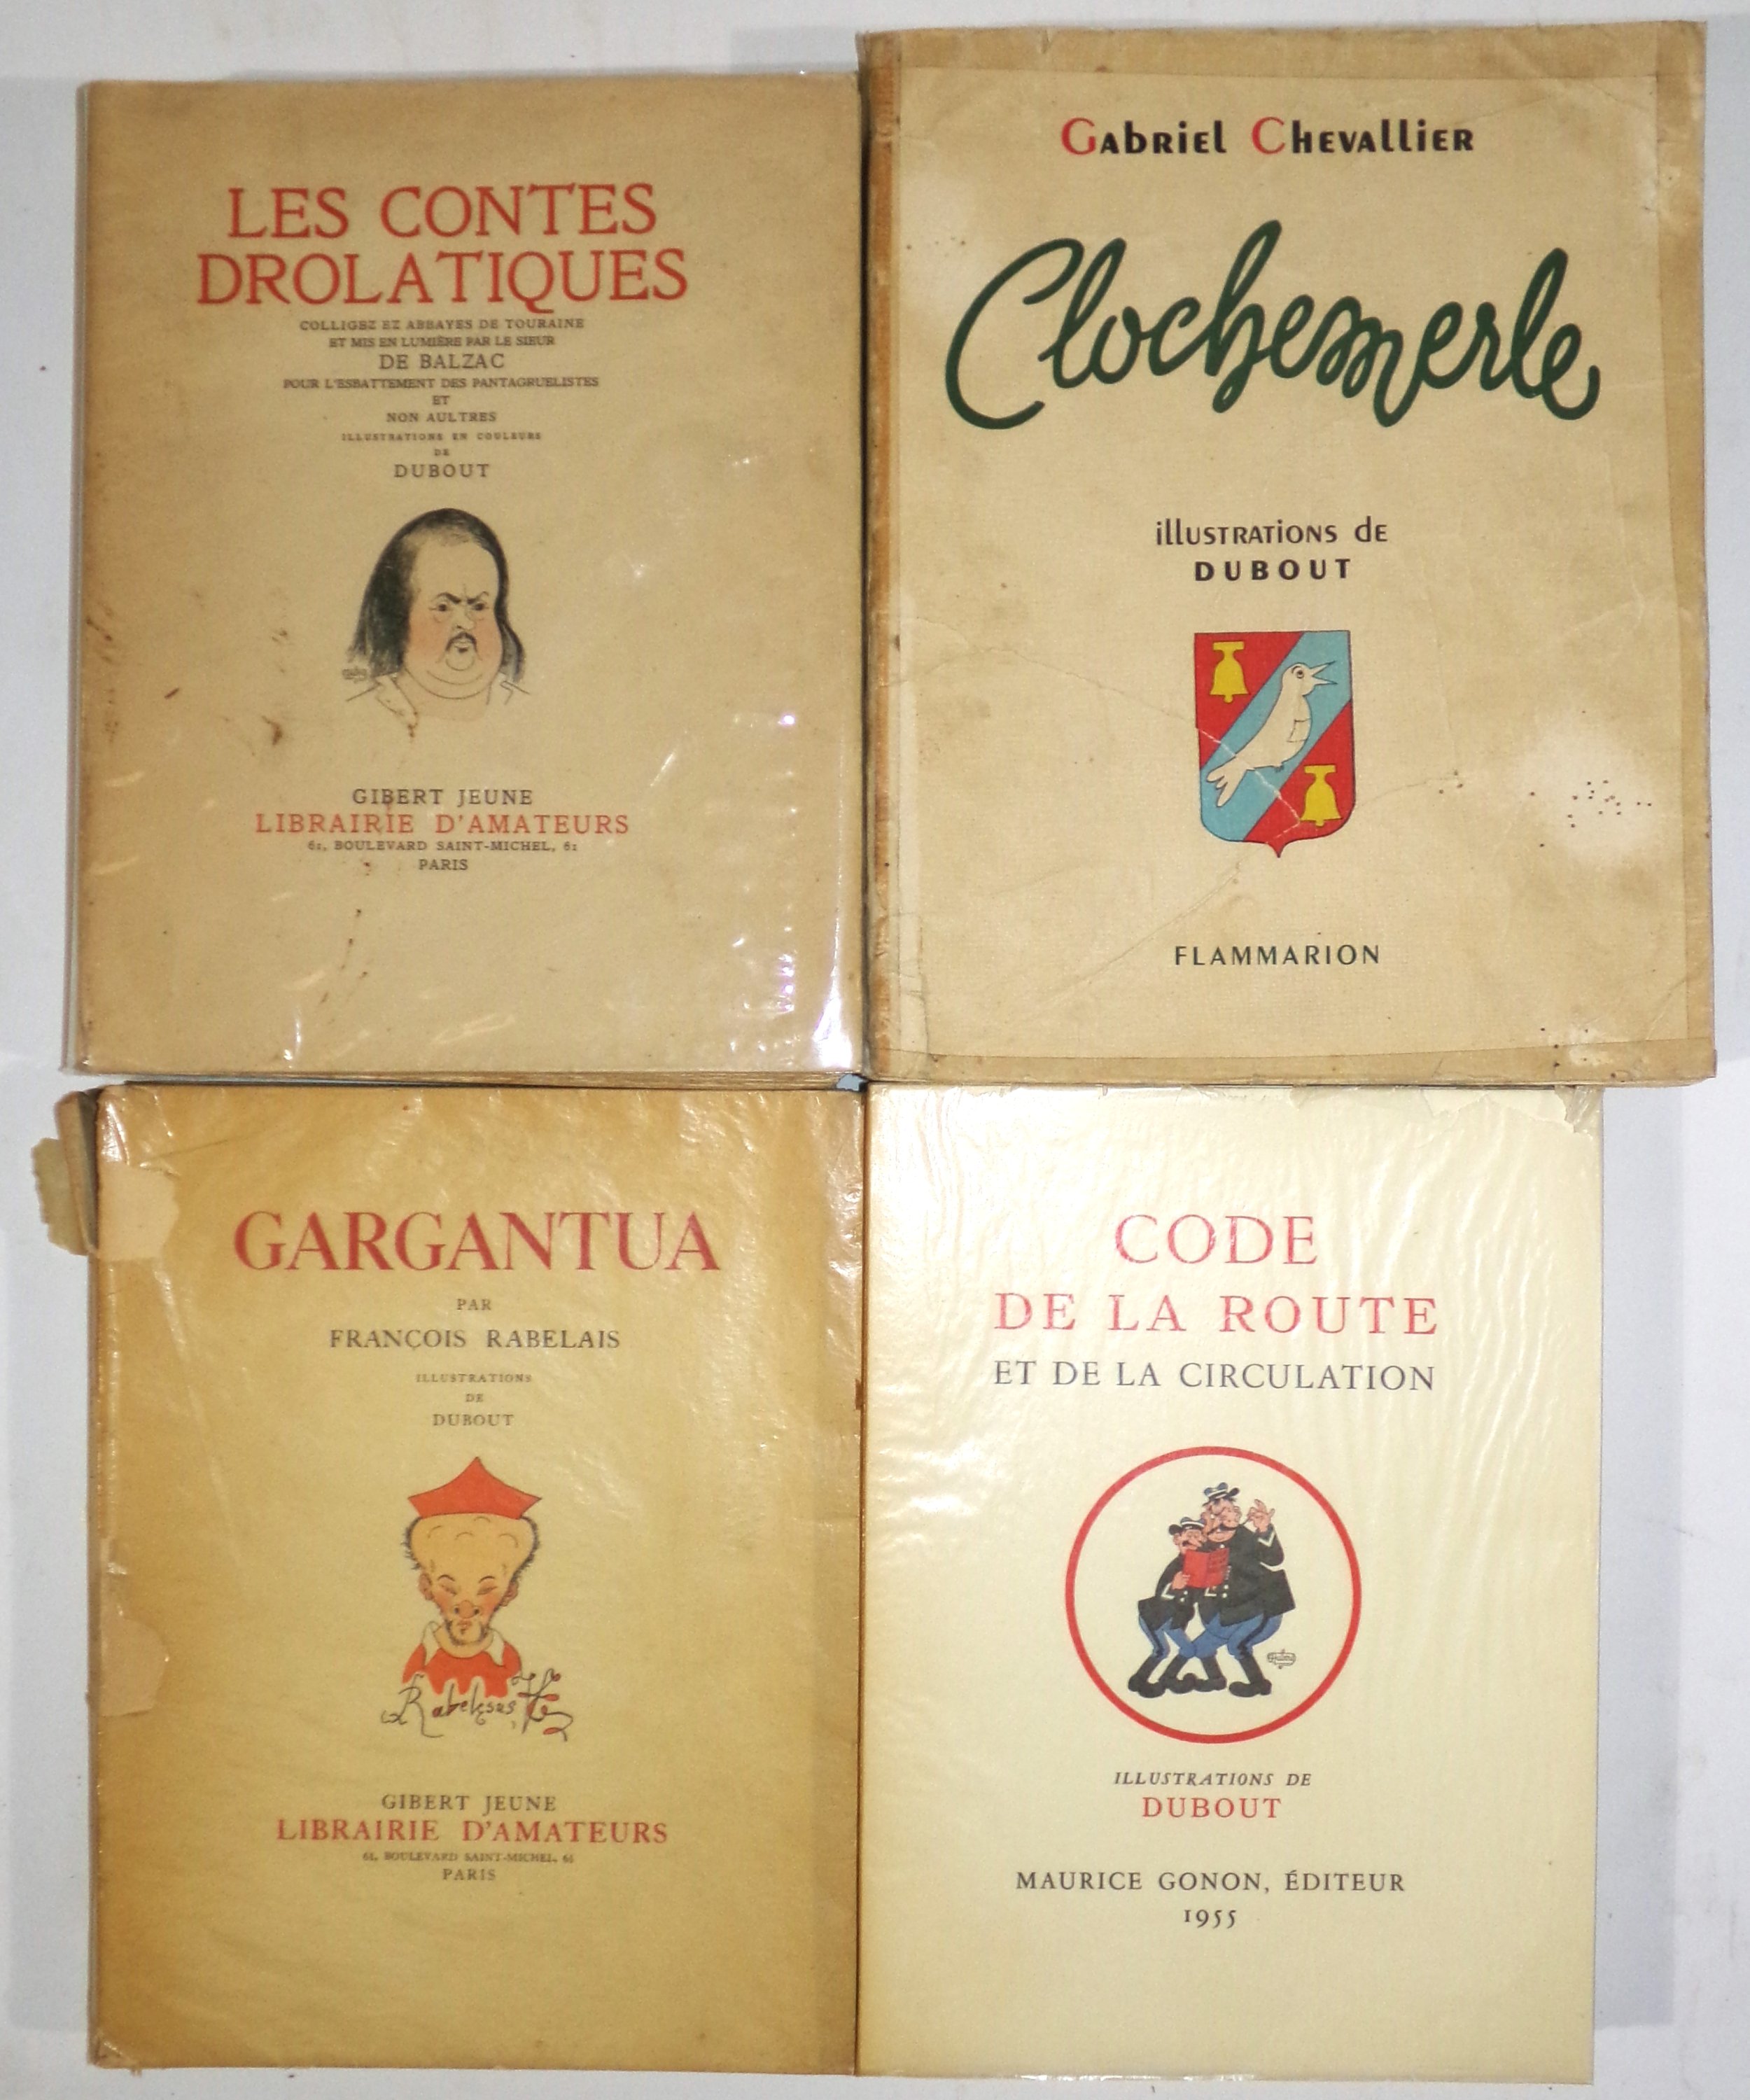 LES CONTES
DROLATIQUES
COLLIGEZ EZ ABBAYES DE TOURAINE
ET MIS EN LUMIÈRE PAR LE SIEUR
DE BALZAC
POUR L'ESBATTEMENT DES PANTAGRUELISTES
ET
NON AULTRES
ILLUSTRATIONS EN COULEURS
DE
DUBOUT
GIBERT JEUNE
LIBRAIRIE D'AMATEURS
61, BOULEVARD SAINT-MICHEL, 61
PARIS
Gabriel Chevallier
Clochemerle
illustrations de
DUBOUT
FLAMMARION
GARGANTUA
PAR
FRANÇOIS RABELAIS
ILLUSTRATIONS
DE
DUBOUT
GIBERT JEUNE
LIBRAIRIE D'AMATEURS
61, BOULEVARD SAINT-MICHEL, 61
PARIS
CODE
DE LA ROUTE
ET DE LA CIRCULATION
Dubout
ILLUSTRATIONS DE
DUBOUT
MAURICE GONON, ÉDITEUR
1955